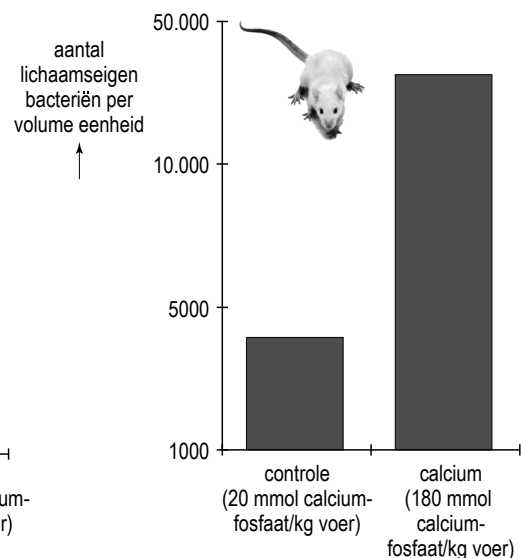 50.000
aantal
lichaamseigen
bacteriën per
volume eenheid
10.000
5000
1000
controle
(20 mmol calcium-
fosfaat/kg voer)
calcium
(180 mmol
calcium-
fosfaat/kg voer)